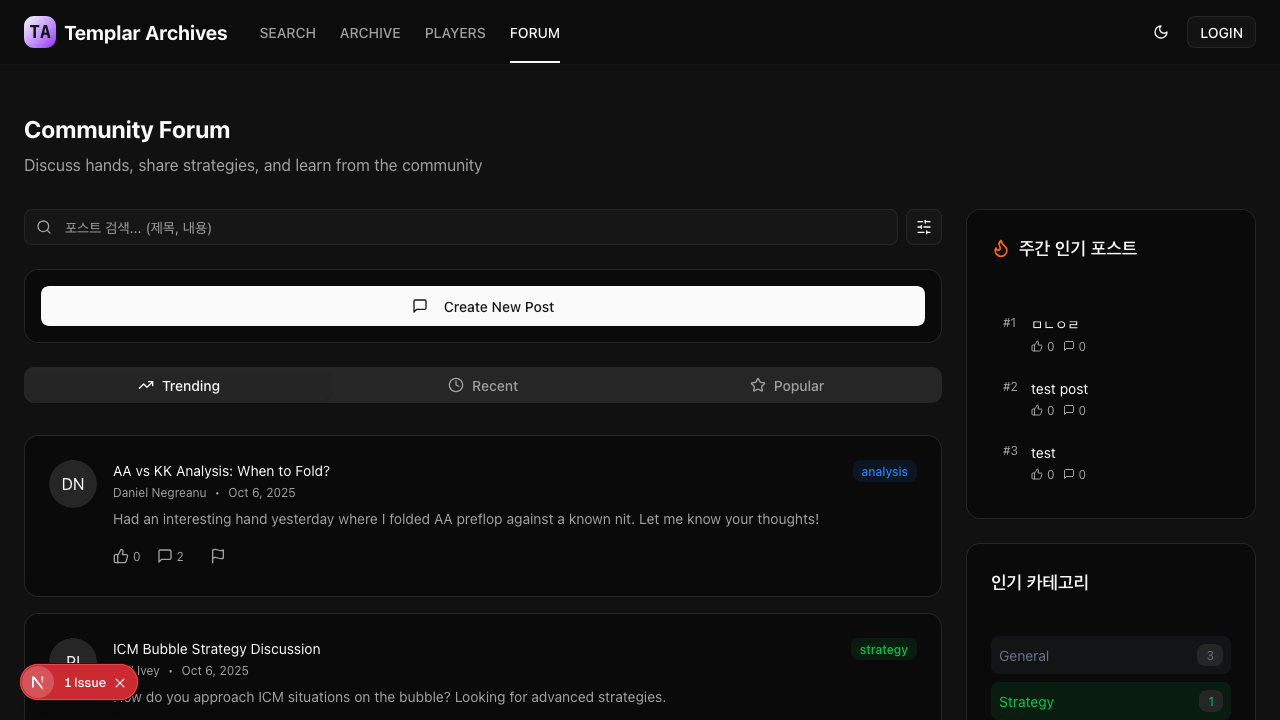 TA Templar Archives
SEARCH
ARCHIVE
PLAYERS
FORUM
LOGIN
Community Forum
Discuss hands, share strategies, and learn from the community
포스트 검색... (제목, 내용)
Create New Post
Trending
Recent
Popular
DN
AA vs KK Analysis: When to Fold?
analysis
Daniel Negreanu • Oct 6, 2025
Had an interesting hand yesterday where I folded AA preflop against a known nit. Let me know your thoughts!
0
2
ICM Bubble Strategy Discussion
strategy
Ivey • Oct 6, 2025
do you approach ICM situations on the bubble? Looking for advanced strategies.
N 1 Issue
주간 인기 포스트
#1 ㅁㄴㅇㄹ
0 0
#2 test post
0 0
#3 test
0 0
인기 카테고리
General 3
Strategy 1